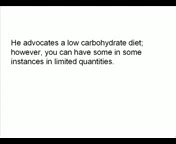 He advocates a low carbohydrate diet;
however, you can have some in some
instances in limited quantities.